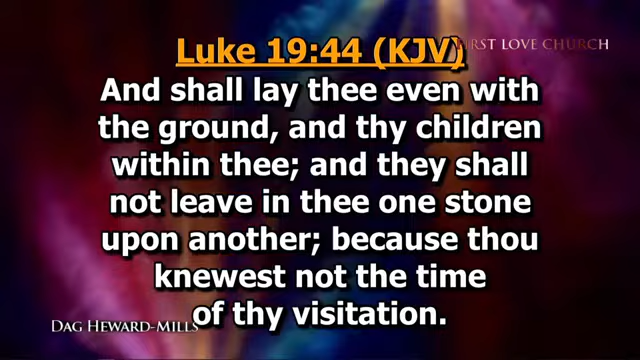 Luke 19:44 (KJV)
FIRST LOVE CHURCH
And shall lay thee even with
the ground, and thy children
within thee; and they shall
not leave in thee one stone
upon another; because thou
knewest not the time
of thy visitation.
DAG HEWARD-MILLS